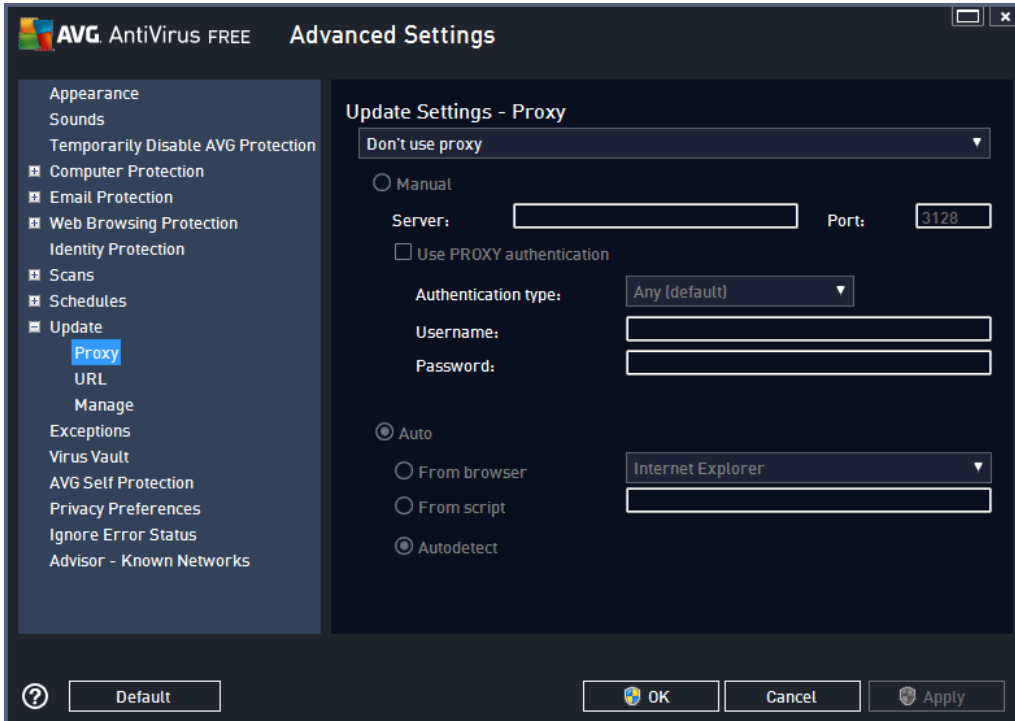 AVG. AntiVirus FREE Advanced Settings
Appearance
Sounds
Temporarily Disable AVG Protection
Computer Protection
Email Protection
Web Browsing Protection
Identity Protection
Scans
Schedules
Update
Proxy
URL
Manage
Exceptions
Virus Vault
AVG Self Protection
Privacy Preferences
Ignore Error Status
Advisor - Known Networks
Update Settings - Proxy
Don't use proxy
Manual
Server: Port: 3128
Use PROXY authentication
Authentication type: Any (default)
Username:
Password:
Auto
From browser Internet Explorer
From script
Autodetect
? Default OK Cancel Apply